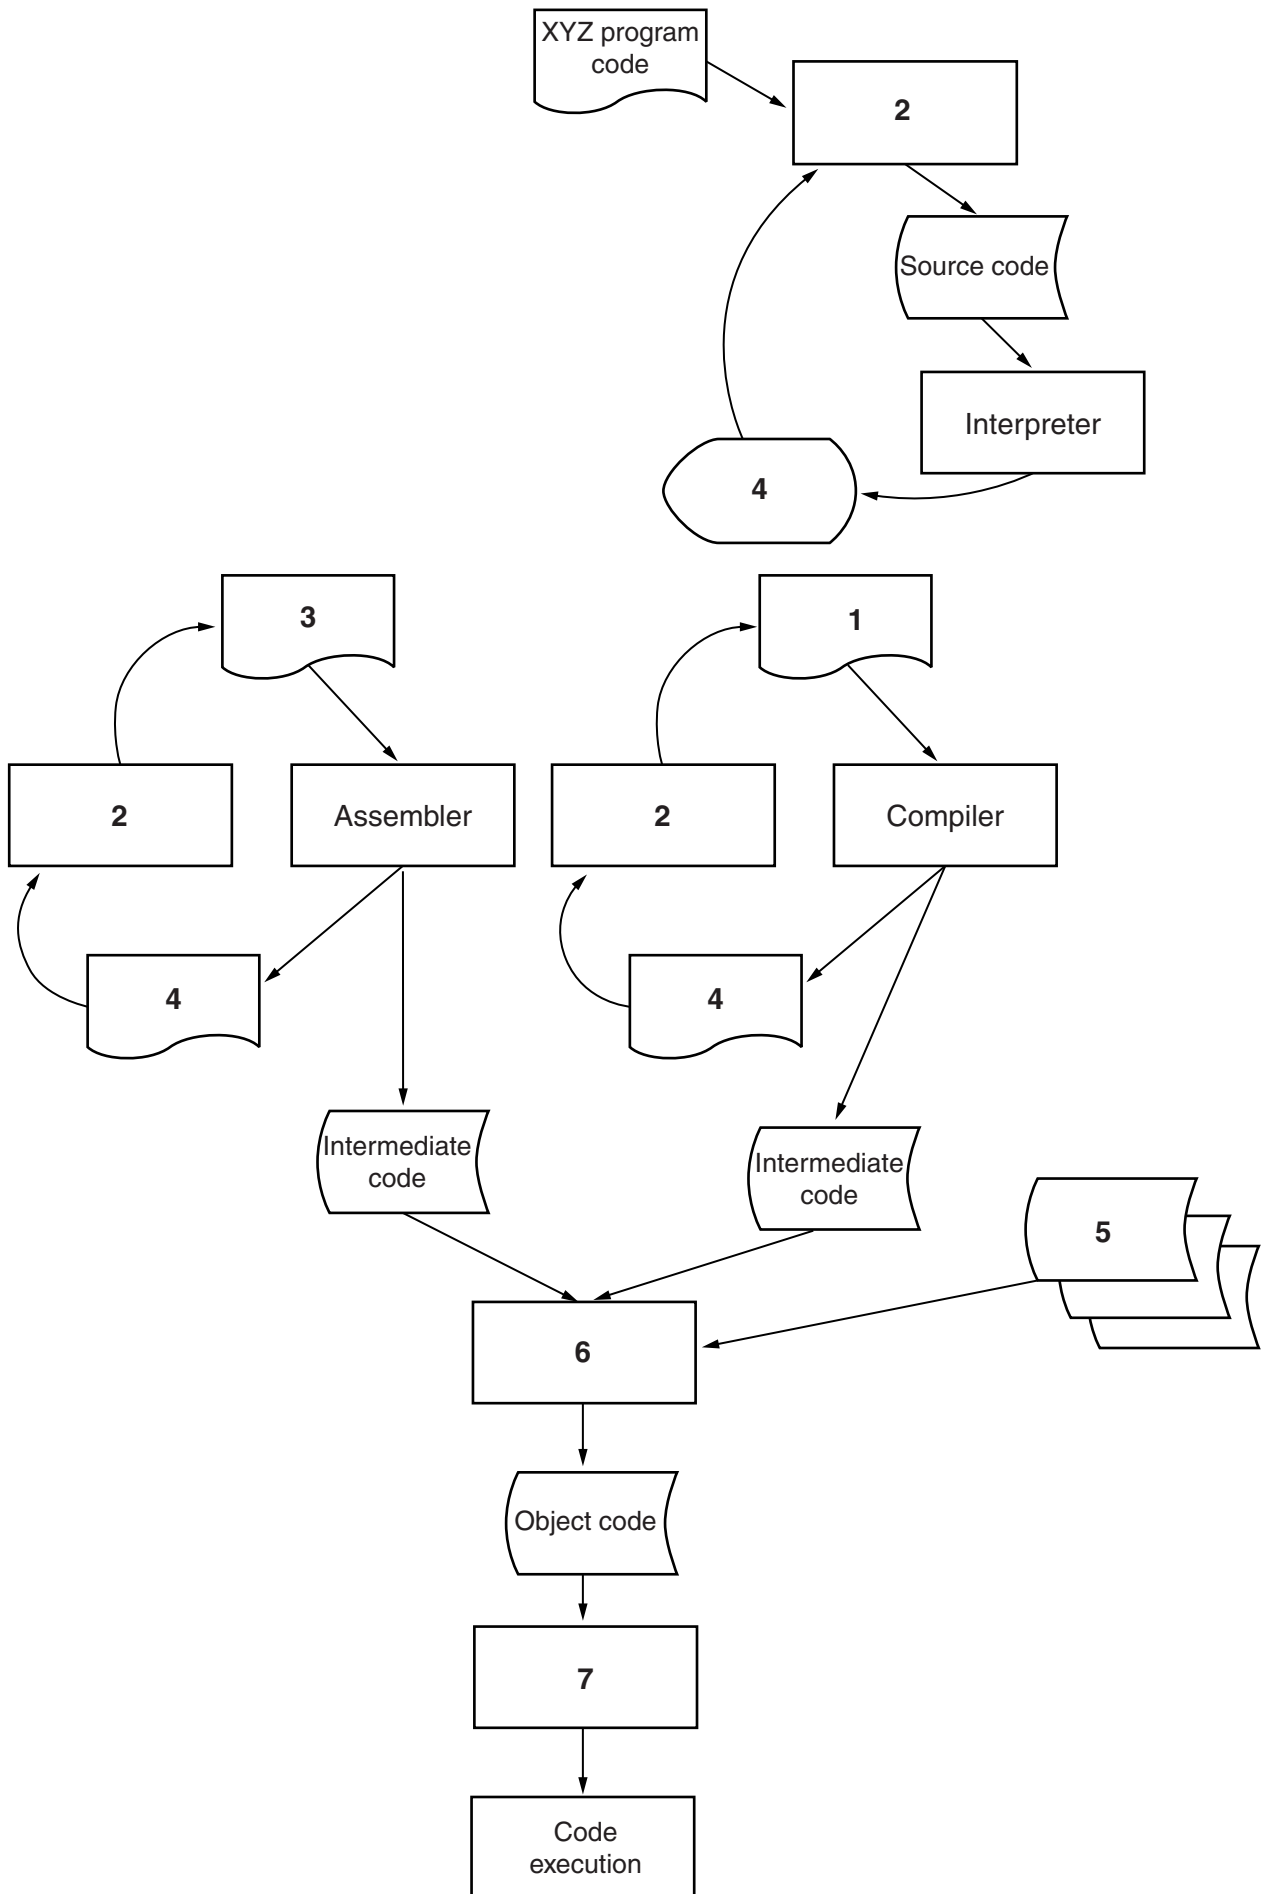 XYZ program
code
2
Source code
Interpreter
4
3
1
2
Assembler
2
Compiler
4
4
Intermediate
code
Intermediate
code
5
6
Object code
7
Code
execution